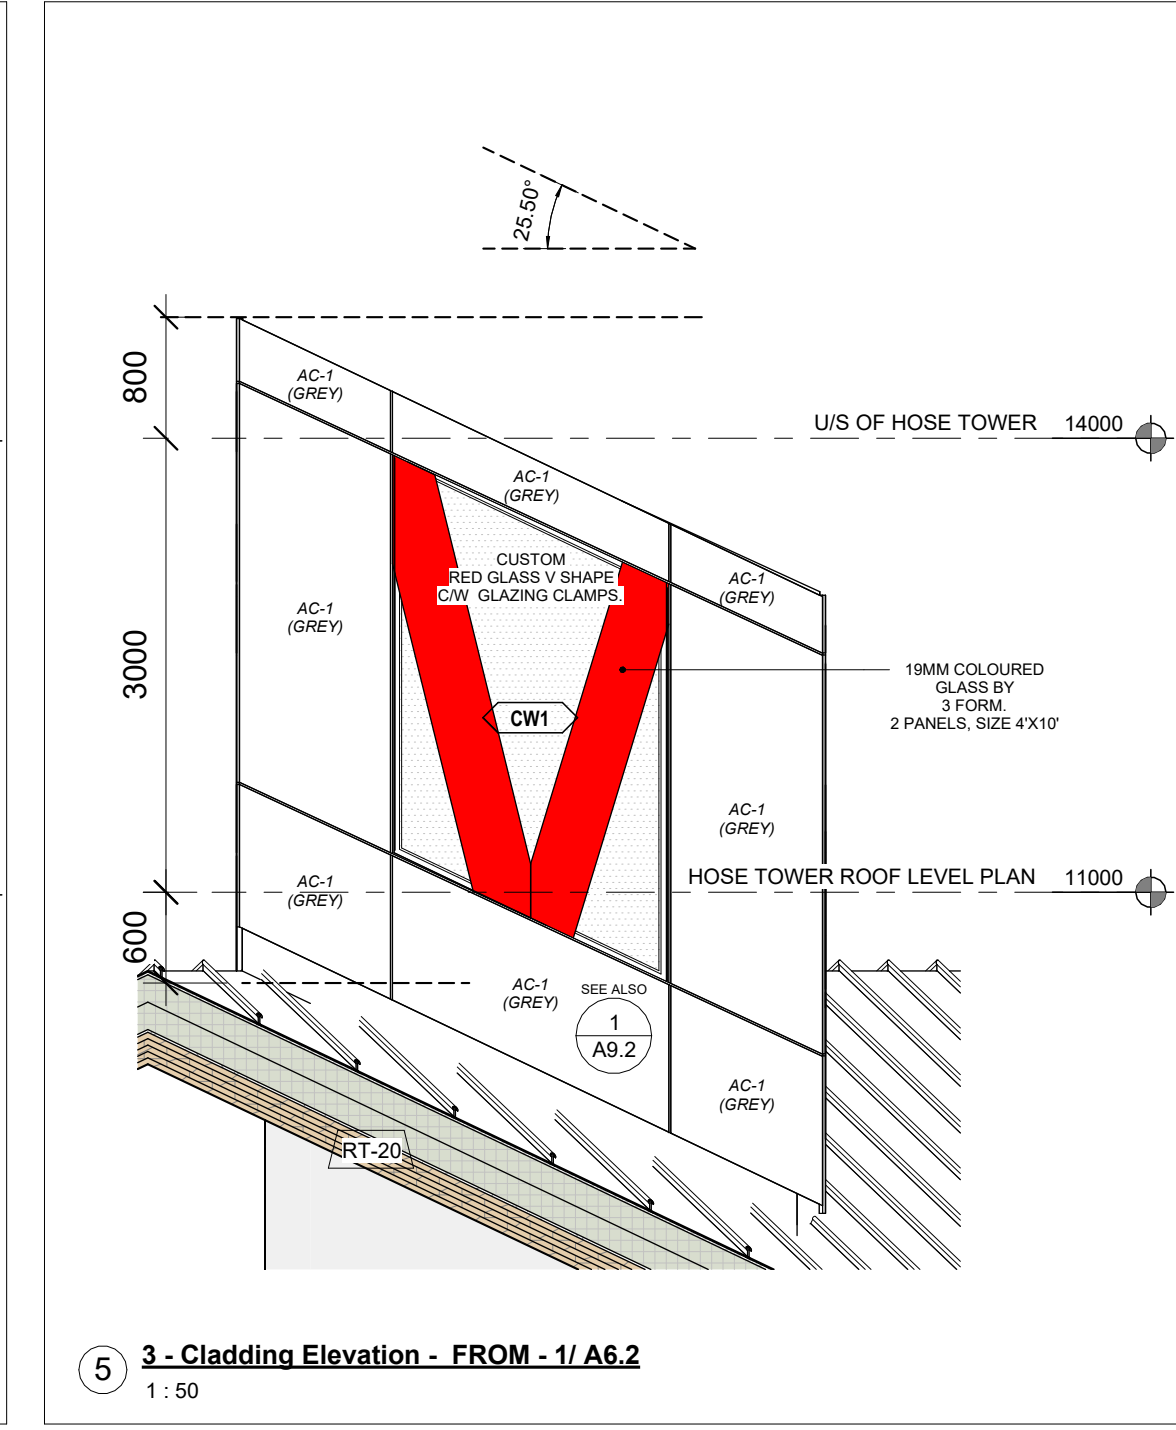 25.50°
800
AC-1
(GREY)
U/S OF HOSE TOWER 14000
AC-1
(GREY)
CUSTOM
RED GLASS V SHAPE
C/W GLAZING CLAMPS.
AC-1
(GREY)
AC-1
(GREY)
3000
19MM COLOURED
GLASS BY
3 FORM.
2 PANELS, SIZE 4'X10'
CW1
AC-1
(GREY)
HOSE TOWER ROOF LEVEL PLAN 11000
AC-1
(GREY)
600
AC-1
(GREY)
SEE ALSO
1
A9.2
AC-1
(GREY)
RT-20
5 3 - Cladding Elevation - FROM - 1/ A6.2
1 : 50